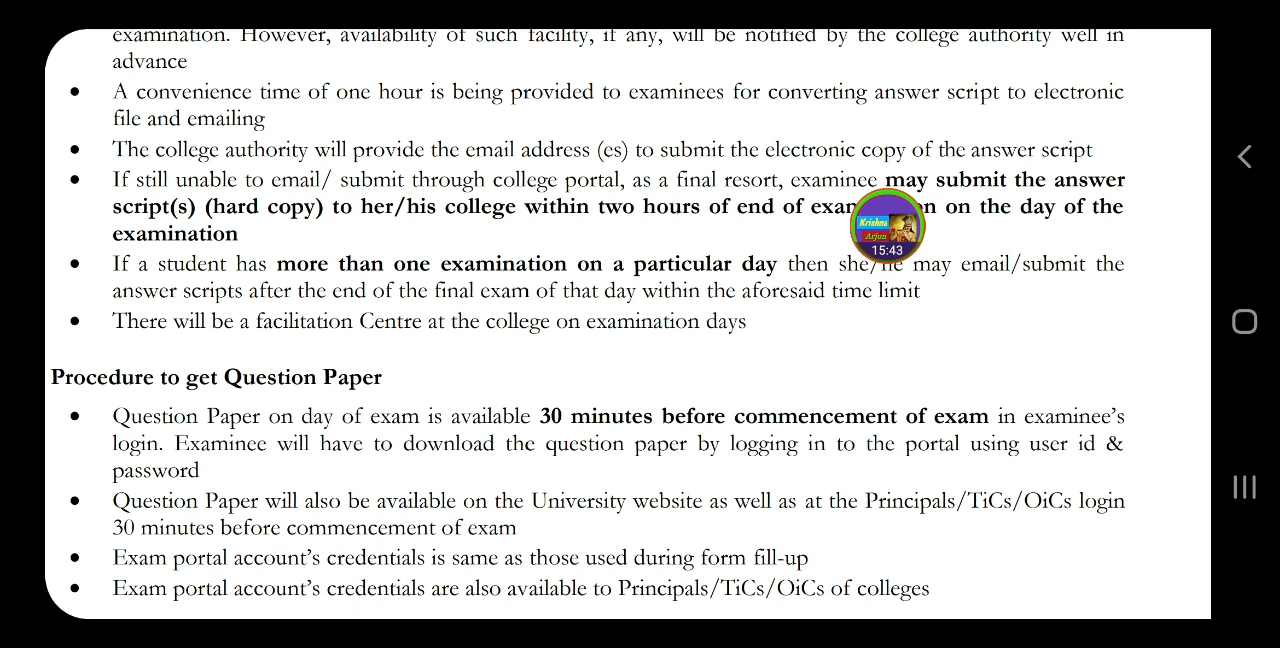 examination. However, availability of such facility, if any, will be notified by the college authority well in
advance
• A convenience time of one hour is being provided to examinees for converting answer script to electronic
file and emailing
• The college authority will provide the email address (es) to submit the electronic copy of the answer script
• If still unable to email/ submit through college portal, as a final resort, examinee may submit the answer
script(s) (hard copy) to her/his college within two hours of end of on the day of the
examination
Krishna
Arjun
15:43
• If a student has more than one examination on a particular day then she/he may email/submit the
answer scripts after the end of the final exam of that day within the aforesaid time limit
• There will be a facilitation Centre at the college on examination days
Procedure to get Question Paper
• Question Paper on day of exam is available 30 minutes before commencement of exam in examinee's
login. Examinee will have to download the question paper by logging in to the portal using user id &
password
• Question Paper will also be available on the University website as well as at the Principals/TiCs/OiCs login
30 minutes before commencement of exam
• Exam portal account's credentials is same as those used during form fill-up
• Exam portal account's credentials are also available to Principals/TiCs/OiCs of colleges